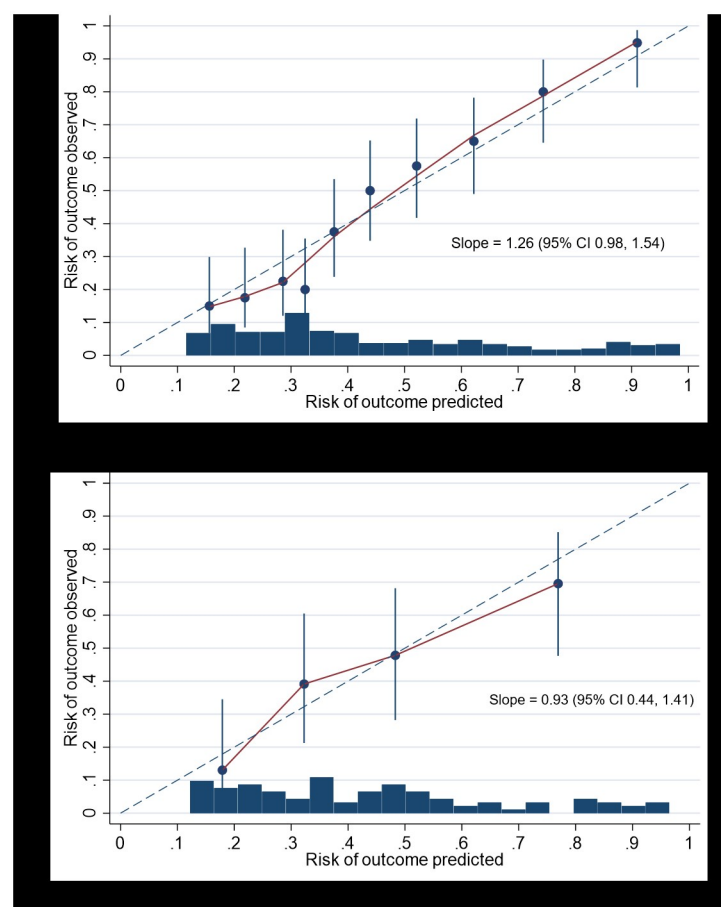 1
.9
.8
.7
.6
.5
.4
.3
.2
.1
0
Risk of outcome observed
Slope = 1.26 (95% CI 0.98, 1.54)
0 .1 .2 .3 .4 .5 .6 .7 .8 .9 1
Risk of outcome predicted
1
.9
.8
.7
.6
.5
.4
.3
.2
.1
0
Risk of outcome observed
Slope = 0.93 (95% CI 0.44, 1.41)
0 .1 .2 .3 .4 .5 .6 .7 .8 .9 1
Risk of outcome predicted